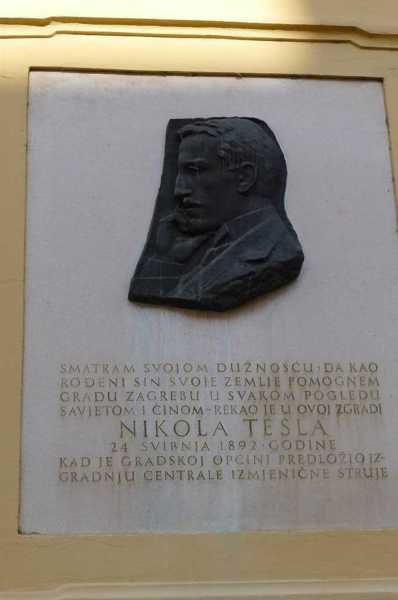 SMATRAM SVOJOM DUŽNOŠĆU·DA KAO
ROĐENI SIN SVOJE ZEMLJE POMOGNEM
GRADU ZAGREBU U SVAKOM POGLEDU
SAVJETOM I ČINOM–REKAO JE U OVOJ ZGRADI
NIKOLA TESLA
24 SVIBNJA 1892·GODINE
KAD JE GRADSKOJ OPĆINI PREDLOŽIO IZ-
GRADNJU CENTRALE IZMJENIČNE STRUJE